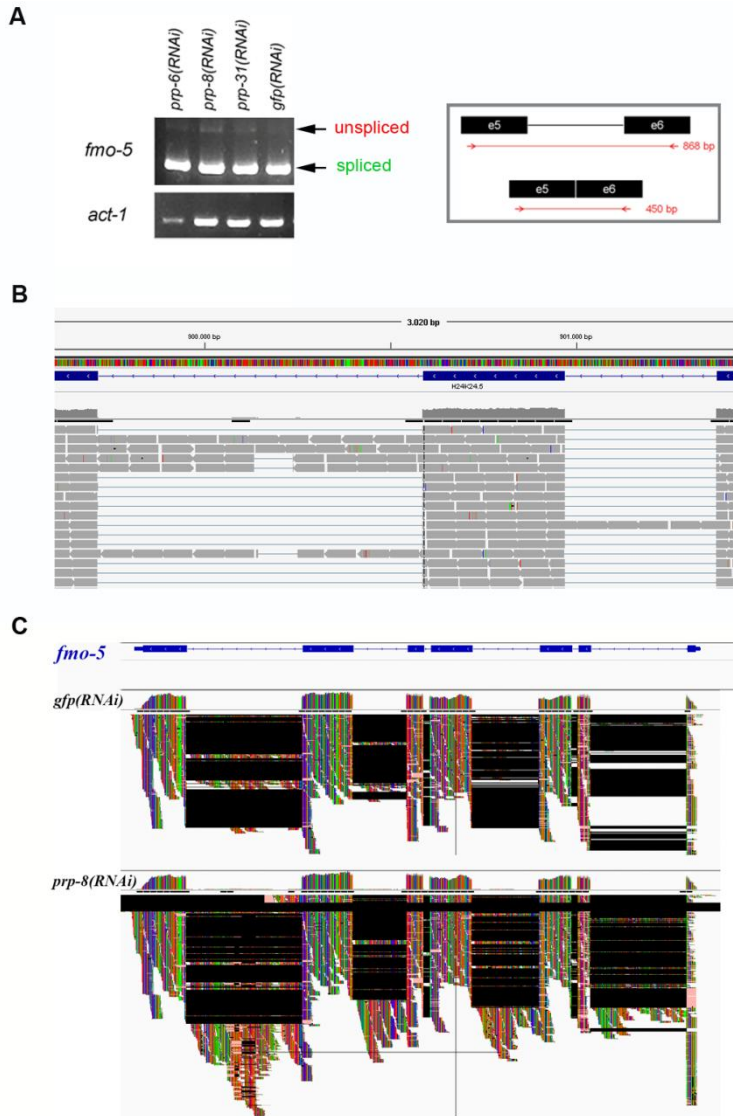 A
prp-6(RNAi)
prp-8(RNAi)
prp-31(RNAi)
gfp(RNAi)
fmo-5
unspliced
spliced
act-1
e5
e6
868 bp
e5
e6
450 bp
B
3.020 bp
900.000 bp
901.000 bp
H24K24.5
C
fmo-5
gfp(RNAi)
prp-8(RNAi)